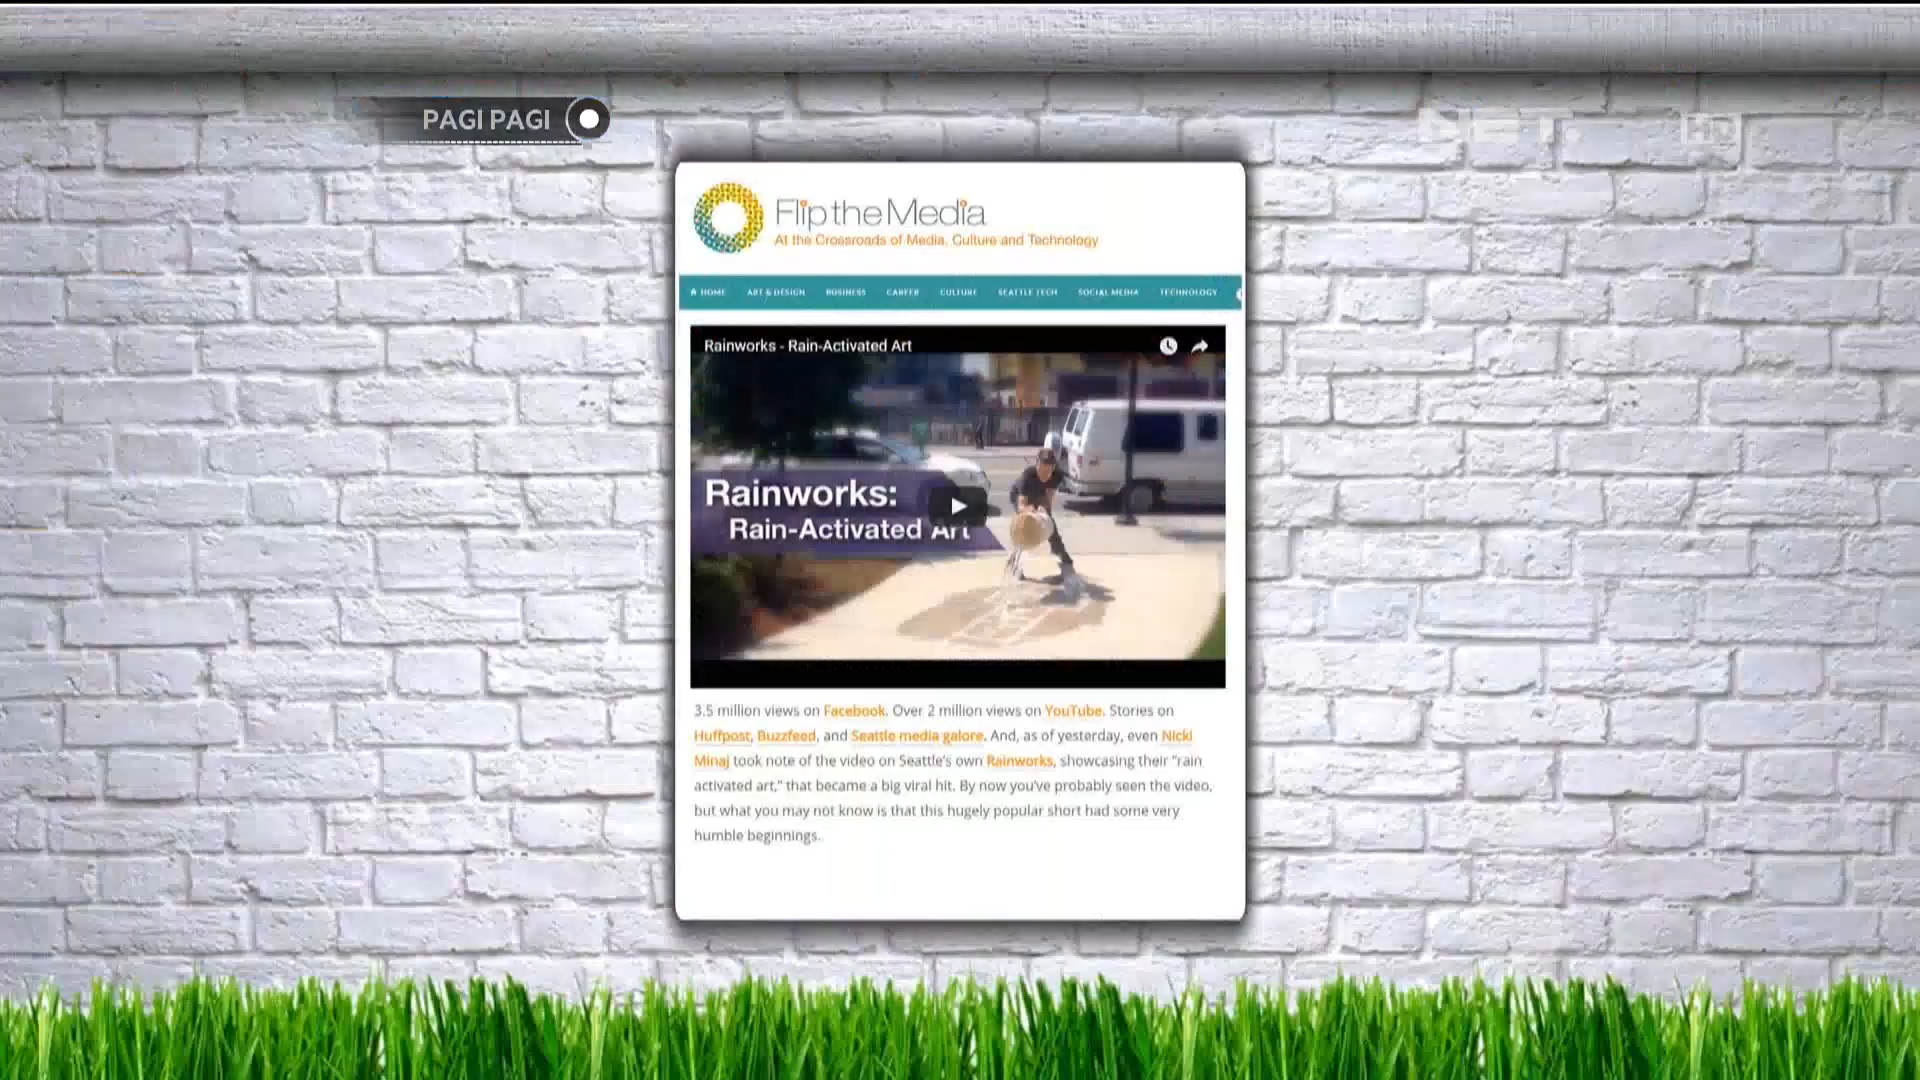 PAGI PAGI
NET.
HD
Flip the Media
At the Crossroads of Media, Culture and Technology
HOME ART & DESIGN BUSINESS CAREER CULTURE SEATTLE TECH SOCIAL MEDIA TECHNOLOGY
Rainworks - Rain-Activated Art
Rainworks:
Rain-Activated Art
3.5 million views on Facebook. Over 2 million views on YouTube. Stories on
Huffpost, Buzzfeed, and Seattle media galore. And, as of yesterday, even Nicki
Minaj took note of the video on Seattle's own Rainworks, showcasing their "rain
activated art," that became a big viral hit. By now you've probably seen the video,
but what you may not know is that this hugely popular short had some very
humble beginnings.